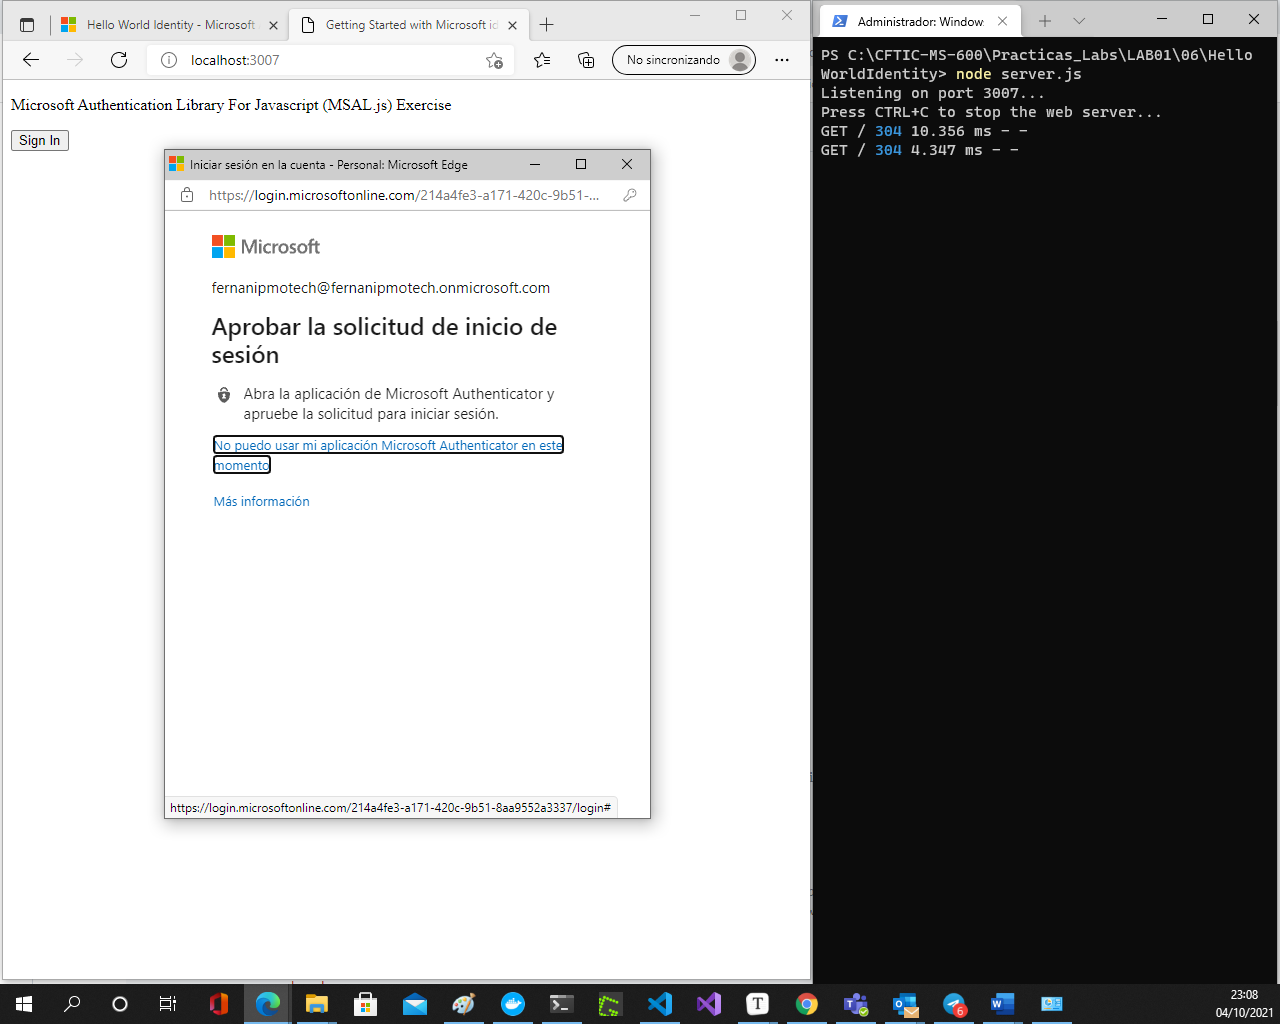 Hello World Identity - Microsoft
Getting Started with Microsoft id
localhost:3007
No sincronizando
Microsoft Authentication Library For Javascript (MSAL.js) Exercise
Sign In
Iniciar sesión en la cuenta - Personal: Microsoft Edge
https://login.microsoftonline.com/214a4fe3-a171-420c-9b51-...
Microsoft
fernanipmotech@fernanipmotech.onmicrosoft.com
Aprobar la solicitud de inicio de
sesión
Abra la aplicación de Microsoft Authenticator y
apruebe la solicitud para iniciar sesión.
No puedo usar mi aplicación Microsoft Authenticator en este
momento
Más información
https://login.microsoftonline.com/214a4fe3-a171-420c-9b51-8aa9552a3337/login#
Administrador: Windows
PS C:\CFTIC-MS-600\Practicas_Labs\LAB01\06\Hello
WorldIdentity> node server.js
Listening on port 3007...
Press CTRL+C to stop the web server...
GET / 304 10.356 ms - -
GET / 304 4.347 ms - -
T
6
23:08
04/10/2021